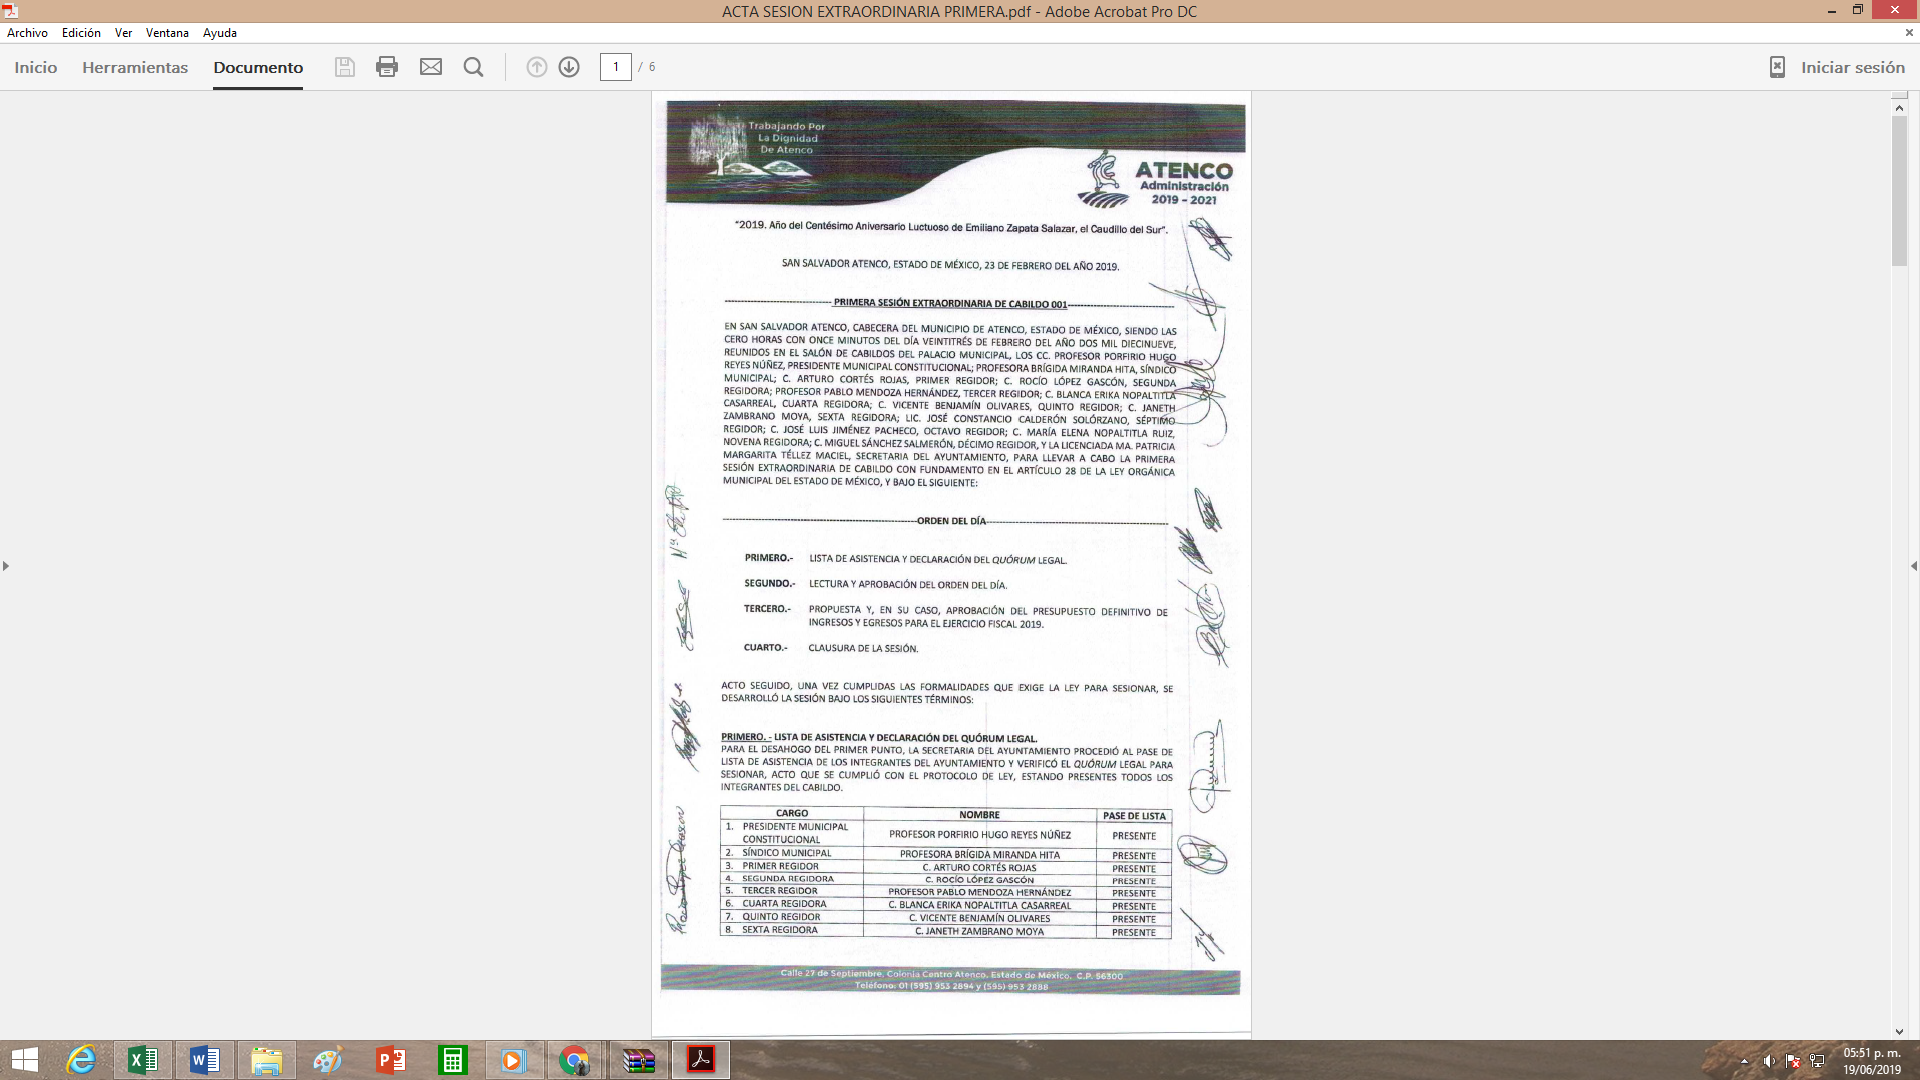 ACTA SESION EXTRAORDINARIA PRIMERA.pdf - Adobe Acrobat Pro DC
Archivo Edición Ver Ventana Ayuda
Inicio Herramientas Documento 1 / 6 Iniciar sesión
Trabajando Por
La Dignidad
De Atenco
ATENCO
Administración
2019 - 2021
"2019. Año del Centésimo Aniversario Luctuoso de Emiliano Zapata Salazar, el Caudillo del Sur".
SAN SALVADOR ATENCO, ESTADO DE MÉXICO, 23 DE FEBRERO DEL AÑO 2019.
PRIMERA SESIÓN EXTRAORDINARIA DE CABILDO 001
EN SAN SALVADOR ATENCO, CABECERA DEL MUNICIPIO DE ATENCO, ESTADO DE MÉXICO, SIENDO LAS
CERO HORAS CON ONCE MINUTOS DEL DÍA VEINTITRÉS DE FEBRERO DEL AÑO DOS MIL DIECINUEVE,
REUNIDOS EN EL SALÓN DE CABILDOS DEL PALACIO MUNICIPAL, LOS CC. PROFESOR PORFIRIO HUGO
REYES NÚÑEZ, PRESIDENTE MUNICIPAL CONSTITUCIONAL; PROFESORA BRÍGIDA MIRANDA HITA, SÍNDICO
MUNICIPAL; C. ARTURO CORTÉS ROJAS, PRIMER REGIDOR; C. ROCÍO LÓPEZ GASCÓN, SEGUNDA
REGIDORA; PROFESOR PABLO MENDOZA HERNÁNDEZ, TERCER REGIDOR; C. BLANCA ERIKA NOPALTITLA
CASARREAL, CUARTA REGIDORA; C. VICENTE BENJAMÍN OLIVARES, QUINTO REGIDOR; C. JANETH
ZAMBRANO MOYA, SEXTA REGIDORA; LIC. JOSÉ CONSTANCIO CALDERÓN SOLÓRZANO, SÉPTIMO
REGIDOR; C. JOSÉ LUIS JIMÉNEZ PACHECO, OCTAVO REGIDOR; C. MARÍA ELENA NOPALTITLA RUIZ,
NOVENA REGIDORA; C. MIGUEL SÁNCHEZ SALMERÓN, DÉCIMO REGIDOR, Y LA LICENCIADA MA. PATRICIA
MARGARITA TÉLLEZ MACIEL, SECRETARIA DEL AYUNTAMIENTO, PARA LLEVAR A CABO LA PRIMERA
SESIÓN EXTRAORDINARIA DE CABILDO CON FUNDAMENTO EN EL ARTÍCULO 28 DE LA LEY ORGÁNICA
MUNICIPAL DEL ESTADO DE MÉXICO, Y BAJO EL SIGUIENTE:
ORDEN DEL DÍA
PRIMERO.- LISTA DE ASISTENCIA Y DECLARACIÓN DEL QUÓRUM LEGAL.
SEGUNDO.- LECTURA Y APROBACIÓN DEL ORDEN DEL DÍA.
TERCERO.- PROPUESTA Y, EN SU CASO, APROBACIÓN DEL PRESUPUESTO DEFINITIVO DE
INGRESOS Y EGRESOS PARA EL EJERCICIO FISCAL 2019.
CUARTO.- CLAUSURA DE LA SESIÓN.
ACTO SEGUIDO, UNA VEZ CUMPLIDAS LAS FORMALIDADES QUE EXIGE LA LEY PARA SESIONAR, SE
DESARROLLÓ LA SESIÓN BAJO LOS SIGUIENTES TÉRMINOS:
PRIMERO. - LISTA DE ASISTENCIA Y DECLARACIÓN DEL QUÓRUM LEGAL.
PARA EL DESAHOGO DEL PRIMER PUNTO, LA SECRETARIA DEL AYUNTAMIENTO PROCEDIÓ AL PASE DE
LISTA DE ASISTENCIA DE LOS INTEGRANTES DEL AYUNTAMIENTO Y VERIFICÓ EL QUÓRUM LEGAL PARA
SESIONAR, ACTO QUE SE CUMPLIÓ CON EL PROTOCOLO DE LEY, ESTANDO PRESENTES TODOS LOS
INTEGRANTES DEL CABILDO.
CARGO NOMBRE PASE DE LISTA
1. PRESIDENTE MUNICIPAL CONSTITUCIONAL PROFESOR PORFIRIO HUGO REYES NÚÑEZ PRESENTE
2. SÍNDICO MUNICIPAL PROFESORA BRÍGIDA MIRANDA HITA PRESENTE
3. PRIMER REGIDOR C. ARTURO CORTÉS ROJAS PRESENTE
4. SEGUNDA REGIDORA C. ROCÍO LÓPEZ GASCÓN PRESENTE
5. TERCER REGIDOR PROFESOR PABLO MENDOZA HERNÁNDEZ PRESENTE
6. CUARTA REGIDORA C. BLANCA ERIKA NOPALTITLA CASARREAL PRESENTE
7. QUINTO REGIDOR C. VICENTE BENJAMÍN OLIVARES PRESENTE
8. SEXTA REGIDORA C. JANETH ZAMBRANO MOYA PRESENTE
Calle 27 de Septiembre, Colonia Centro Atenco, Estado de México. C.P. 56300
Teléfono. 01 (595) 953 2894 y (595) 953 2886
05:51 p. m.
19/06/2019